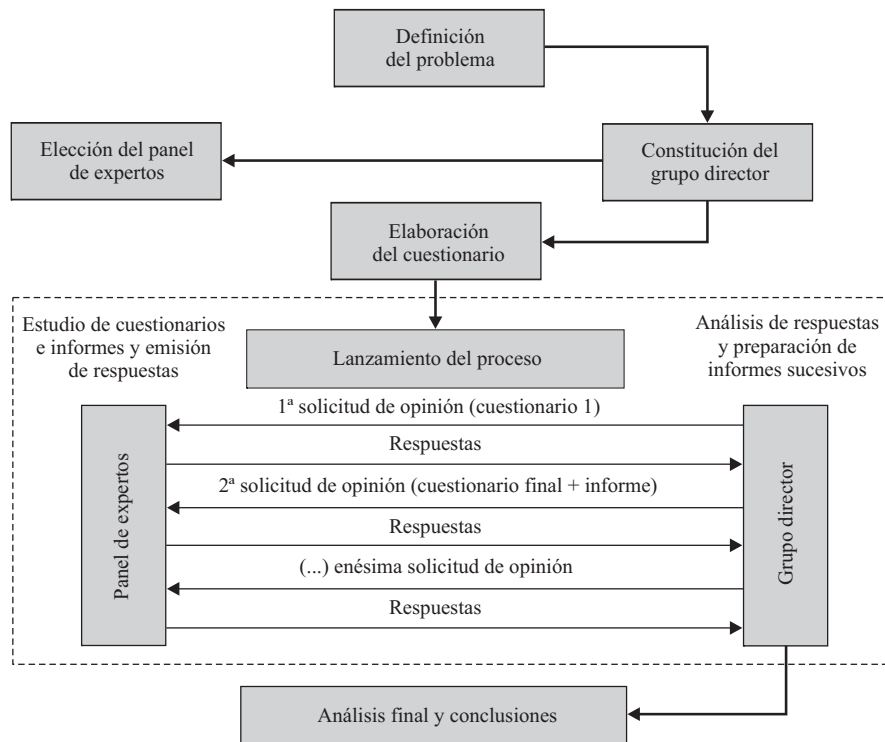 Definición
del problema
Elección del panel
de expertos
Constitución del
grupo director
Elaboración
del cuestionario
Estudio de cuestionarios
e informes y emisión
de respuestas
Lanzamiento del proceso
Análisis de respuestas
y preparación de
informes sucesivos
1ª solicitud de opinión (cuestionario 1)
Respuestas
2ª solicitud de opinión (cuestionario final + informe)
Respuestas
(...) enésima solicitud de opinión
Respuestas
Panel de expertos
Grupo director
Análisis final y conclusiones